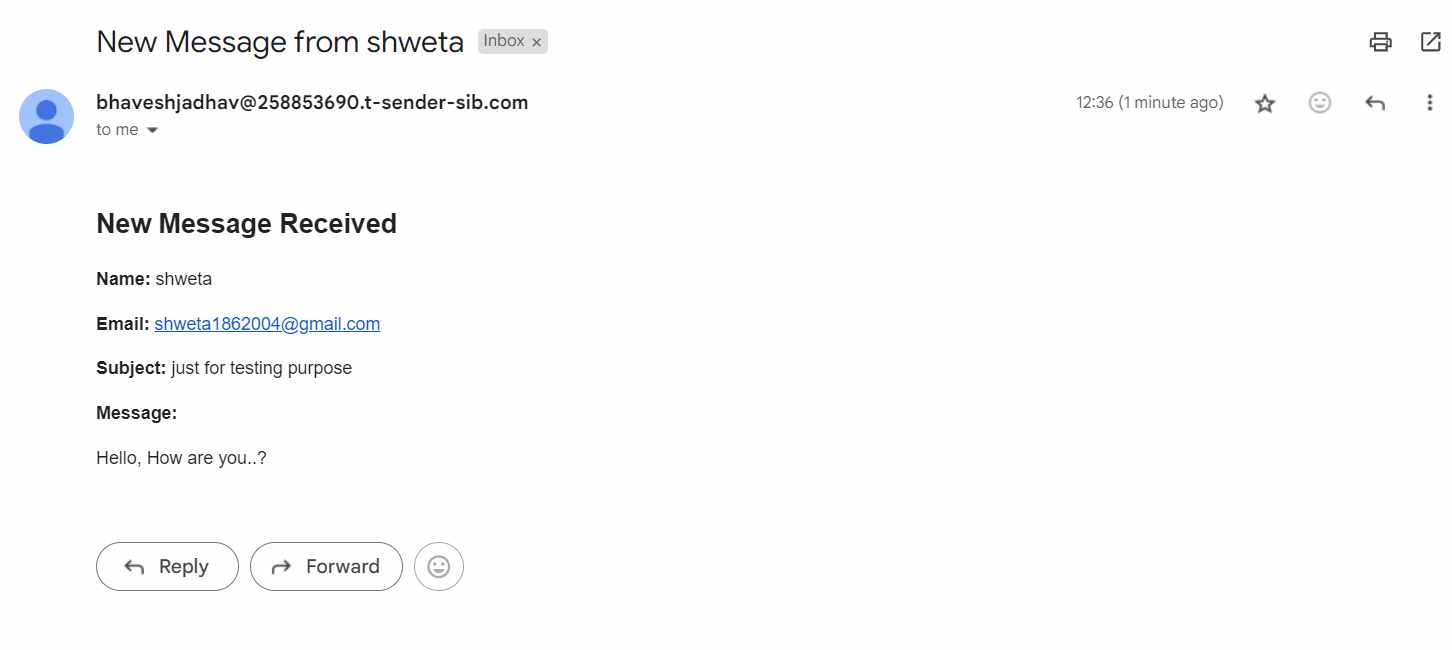 New Message from shweta Inbox ×
bhaveshjadhav@258853690.t-sender-sib.com 12:36 (1 minute ago)
to me
New Message Received
Name: shweta
Email: shweta1862004@gmail.com
Subject: just for testing purpose
Message:
Hello, How are you..?
Reply Forward